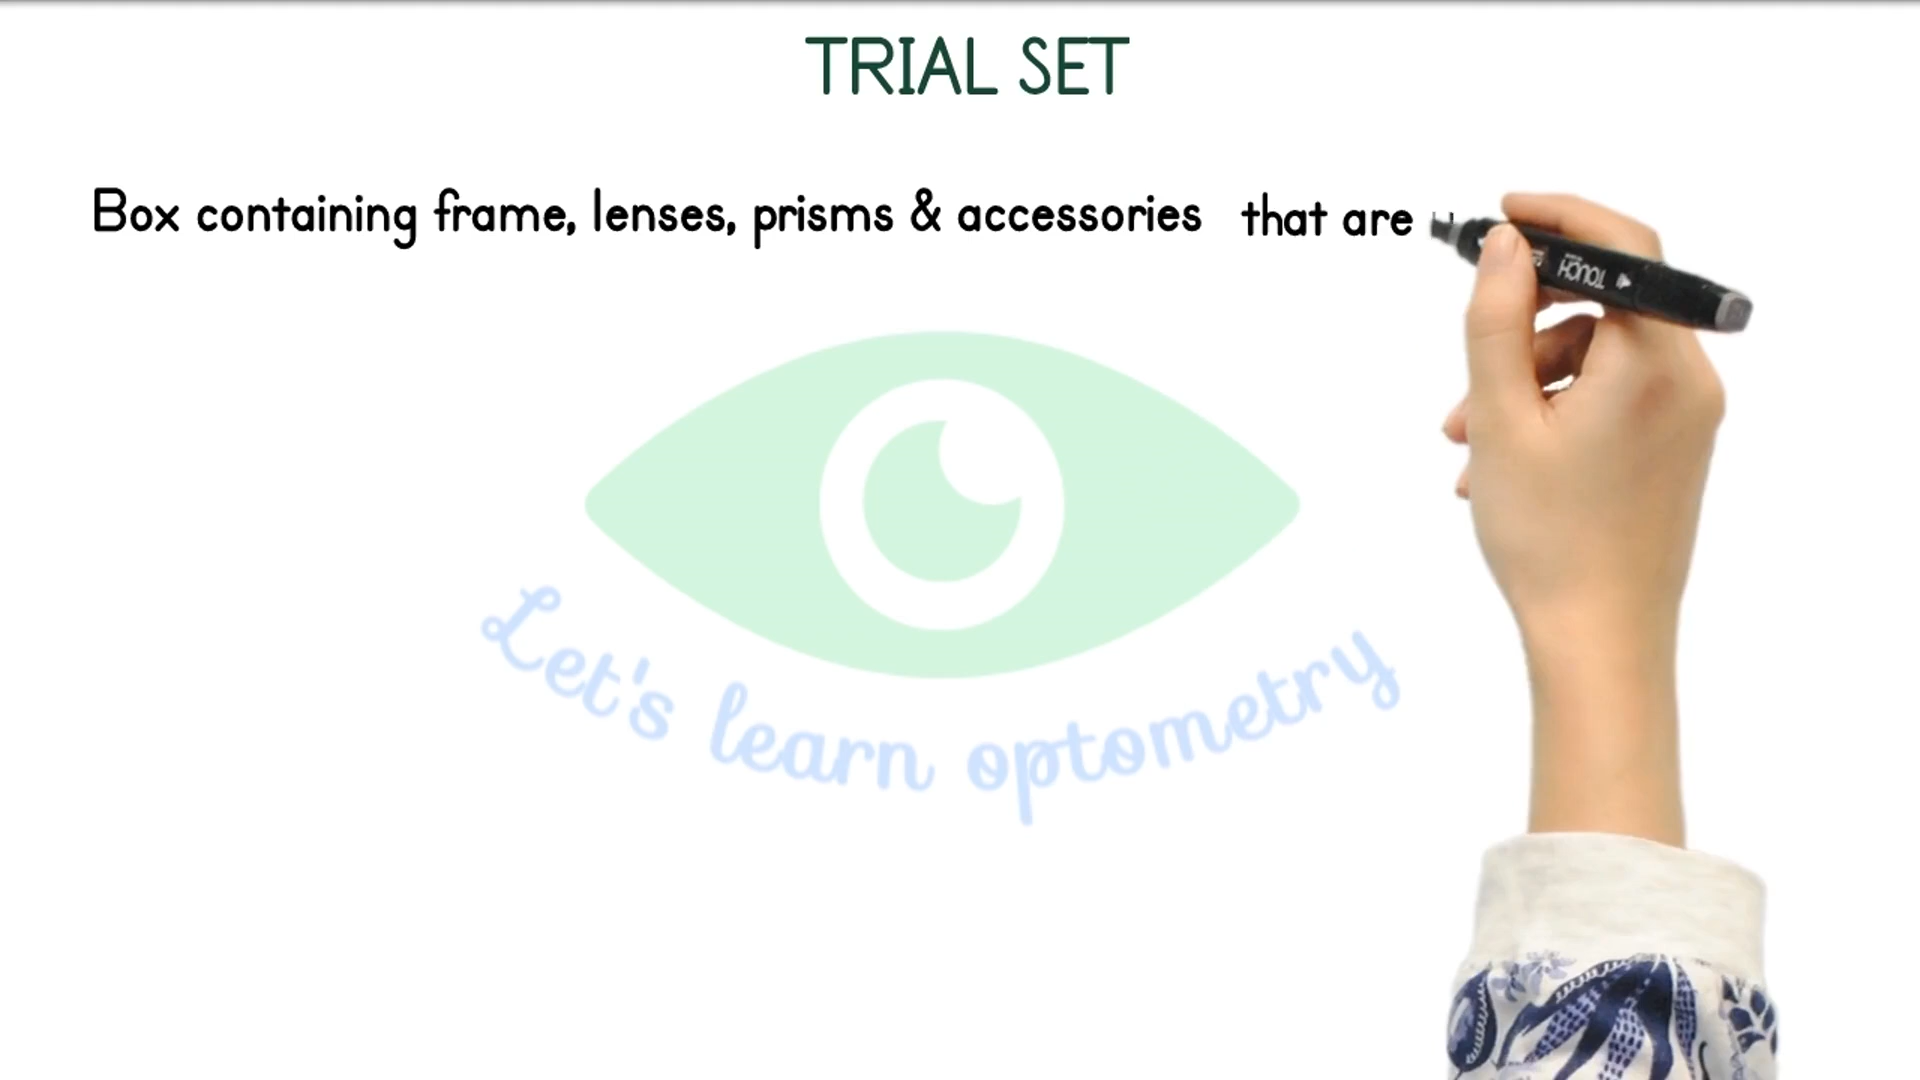 TRIAL SET
Box containing frame, lenses, prisms & accessories that are
TOUCH
Let's learn optometry